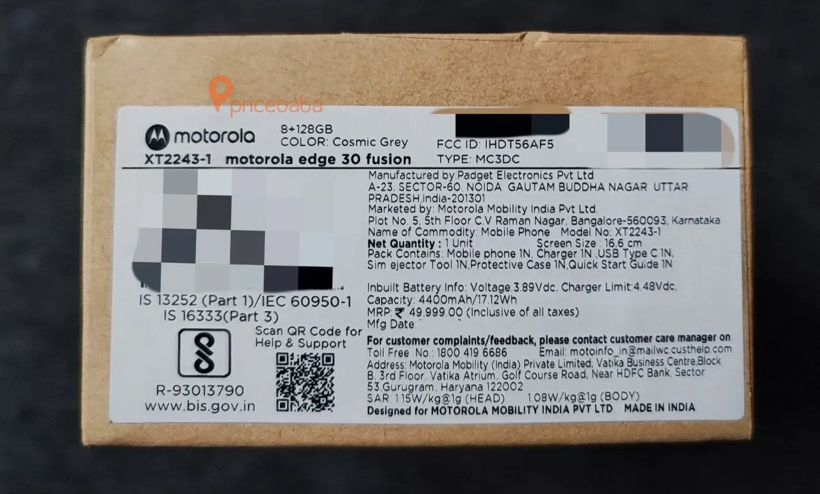 pricebaba
motorola
8+128GB
COLOR: Cosmic Grey
FCC ID: IHDT56AF5
XT2243-1 motorola edge 30 fusion
TYPE: MC3DC
Manufactured by Padget Electronics Pvt Ltd
A-23, SECTOR-60, NOIDA GAUTAM BUDDHA NAGAR UTTAR
PRADESH,India-201301
Marketed by: Motorola Mobility India Pvt Ltd.
Plot No. 5, 5th Floor C.V Raman Nagar, Bangalore-560093, Karnataka
Name of Commodity: Mobile Phone Model No: XT2243-1
Net Quantity : 1 Unit Screen Size : 16.6 cm
Pack Contains: Mobile phone 1N, Charger 1N ,USB Type C 1N,
Sim ejector Tool 1N,Protective Case 1N,Quick Start Guide 1N
Inbuilt Battery Info: Voltage 3.89Vdc, Charger Limit:4.48Vdc,
Capacity: 4400mAh/17.12Wh
MRP ₹ 49,999.00 (Inclusive of all taxes)
Mfg Date:
IS 13252 (Part 1)/IEC 60950-1
IS 16333(Part 3)
Scan QR Code for
Help & Support
R-93013790
www.bis.gov.in
For customer complaints/feedback, please contact customer care manager on
Toll Free No.: 1800 419 6686 Email: motoinfo_in@mailwc.custhelp.com
Address: Motorola Mobility (India) Private Limited, Vatika Business Centre,Block
B, 3rd Floor, Vatika Atrium, Golf Course Road, Near HDFC Bank, Sector
53,Gurugram, Haryana 122002
SAR 1.15W/kg@1g (HEAD) 1.08W/kg@1g (BODY)
Designed for MOTOROLA MOBILITY INDIA PVT LTD MADE IN INDIA